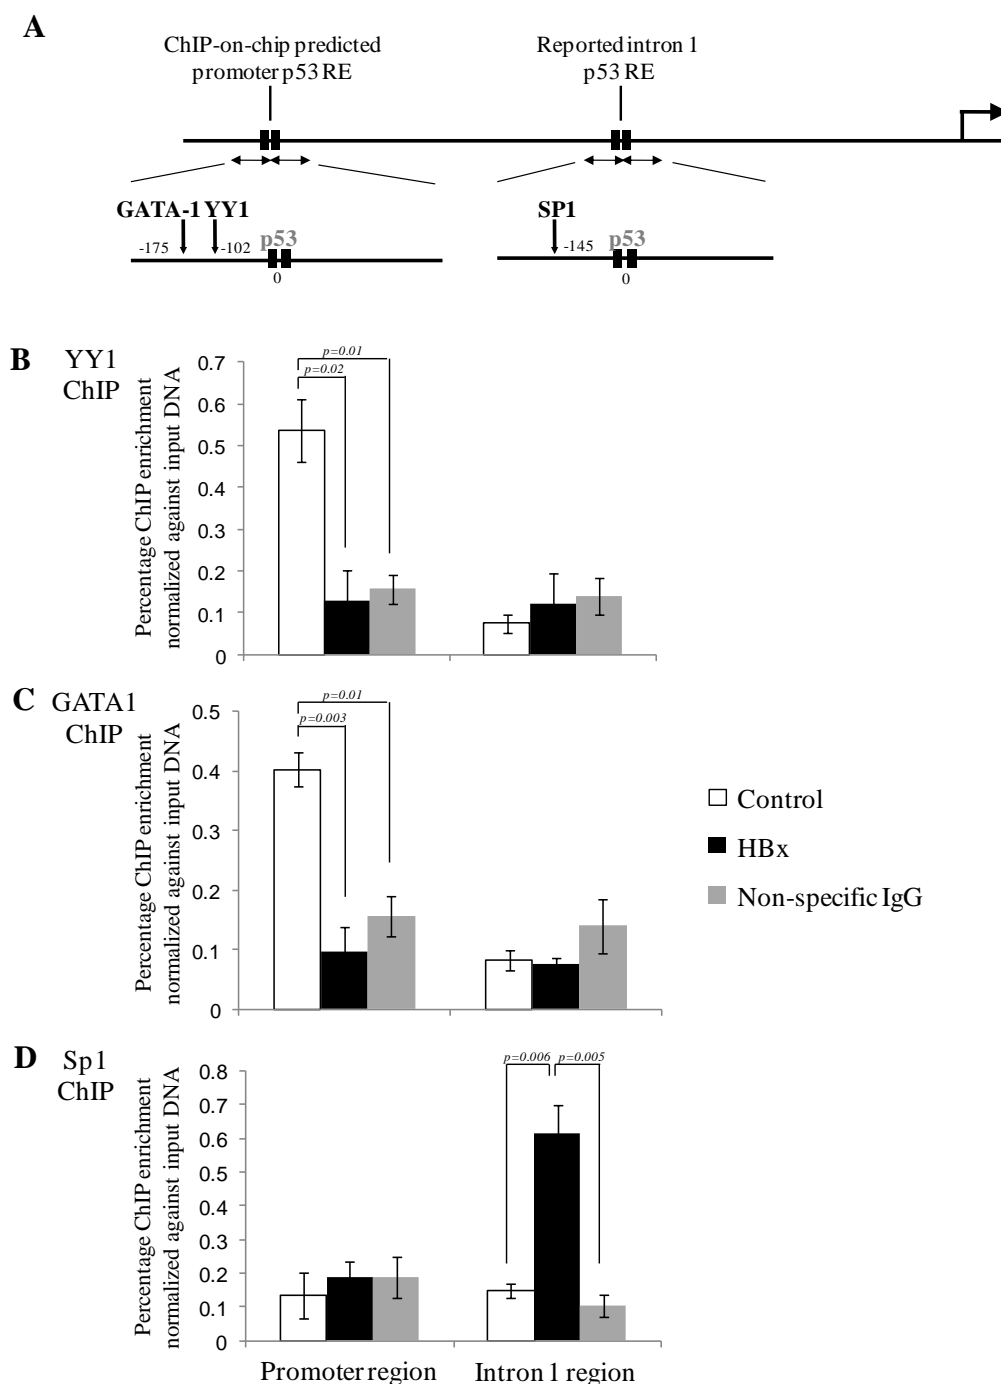 A
ChIP-on-chip predicted
promoter p53 RE
Reported intron 1
p53 RE
GATA-1 YY1
-175
-102
p53
0
SP1
-145
p53
0
B
YY1
ChIP
Percentage ChIP enrichment
normalized against input DNA
0.7
0.6
0.5
0.4
0.3
0.2
0.1
0
p=0.01
p=0.02
C
GATA1
ChIP
Percentage ChIP enrichment
normalized against input DNA
0.5
0.4
0.3
0.2
0.1
0
p=0.01
p=0.003
Control
HBx
Non-specific IgG
D
Sp1
ChIP
Percentage ChIP enrichment
normalized against input DNA
0.8
0.7
0.6
0.5
0.4
0.3
0.2
0.1
0
p=0.006
p=0.005
Promoter region
Intron 1 region